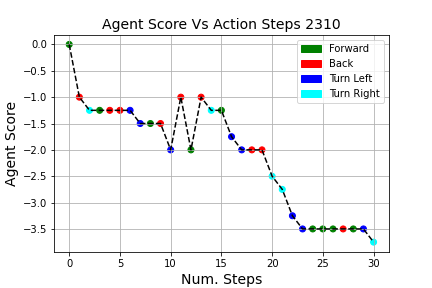 Agent Score Vs Action Steps 2310
Agent Score
0.0
−0.5
−1.0
−1.5
−2.0
−2.5
−3.0
−3.5
Forward
Back
Turn Left
Turn Right
0 5 10 15 20 25 30
Num. Steps